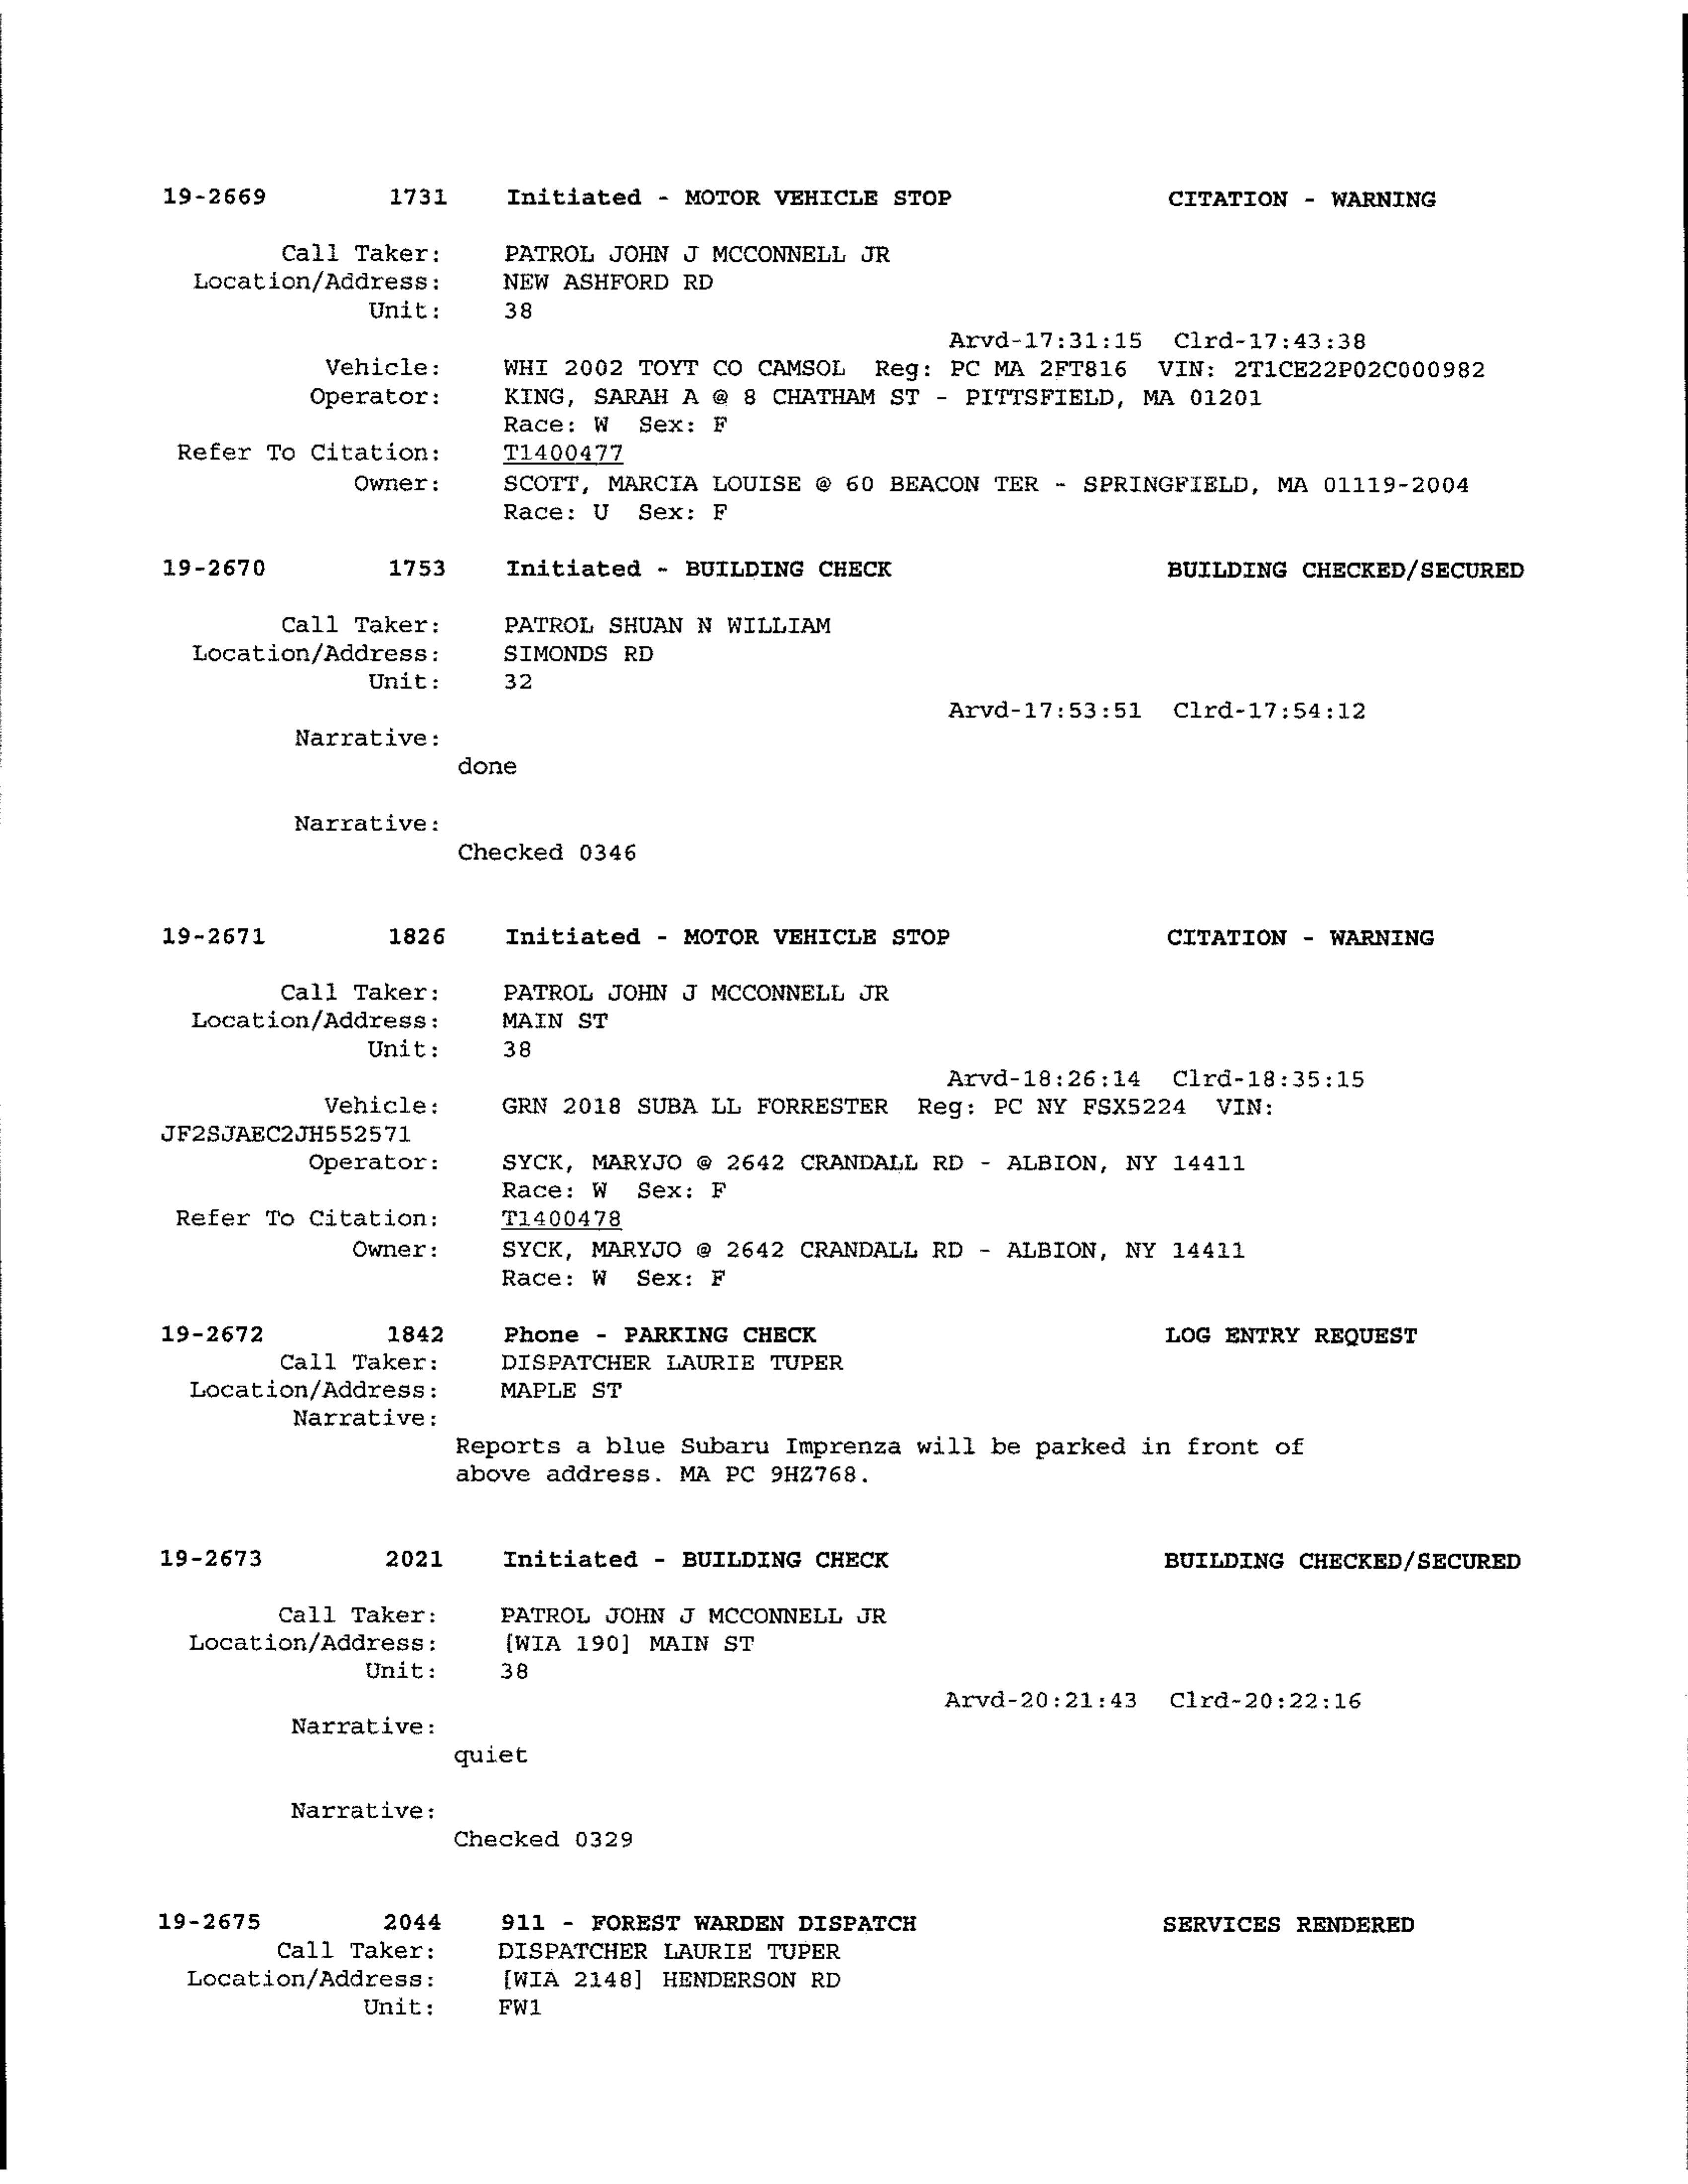 19-2669 1731 Initiated - MOTOR VEHICLE STOP CITATION - WARNING
Call Taker: PATROL JOHN J MCCONNELL JR
Location/Address: NEW ASHFORD RD
Unit: 38
Arvd-17:31:15 Clrd-17:43:38
Vehicle: WHI 2002 TOYT CO CAMSOL Reg: PC MA 2FT816 VIN: 2T1CE22P02C000982
Operator: KING, SARAH A @ 8 CHATHAM ST - PITTSFIELD, MA 01201
Race: W Sex: F
Refer To Citation: T1400477
Owner: SCOTT, MARCIA LOUISE @ 60 BEACON TER - SPRINGFIELD, MA 01119-2004
Race: U Sex: F
19-2670 1753 Initiated - BUILDING CHECK BUILDING CHECKED/SECURED
Call Taker: PATROL SHUAN N WILLIAM
Location/Address: SIMONDS RD
Unit: 32
Arvd-17:53:51 Clrd-17:54:12
Narrative:
done
Narrative:
Checked 0346
19-2671 1826 Initiated - MOTOR VEHICLE STOP CITATION - WARNING
Call Taker: PATROL JOHN J MCCONNELL JR
Location/Address: MAIN ST
Unit: 38
Arvd-18:26:14 Clrd-18:35:15
Vehicle: GRN 2018 SUBA LL FORRESTER Reg: PC NY FSX5224 VIN:
JF2SJAEC2JH552571
Operator: SYCK, MARYJO @ 2642 CRANDALL RD - ALBION, NY 14411
Race: W Sex: F
Refer To Citation: T1400478
Owner: SYCK, MARYJO @ 2642 CRANDALL RD - ALBION, NY 14411
Race: W Sex: F
19-2672 1842 Phone - PARKING CHECK LOG ENTRY REQUEST
Call Taker: DISPATCHER LAURIE TUPER
Location/Address: MAPLE ST
Narrative:
Reports a blue Subaru Imprenza will be parked in front of
above address. MA PC 9HZ768.
19-2673 2021 Initiated - BUILDING CHECK BUILDING CHECKED/SECURED
Call Taker: PATROL JOHN J MCCONNELL JR
Location/Address: [WIA 190] MAIN ST
Unit: 38
Arvd-20:21:43 Clrd-20:22:16
Narrative:
quiet
Narrative:
Checked 0329
19-2675 2044 911 - FOREST WARDEN DISPATCH SERVICES RENDERED
Call Taker: DISPATCHER LAURIE TUPER
Location/Address: [WIA 2148] HENDERSON RD
Unit: FW1